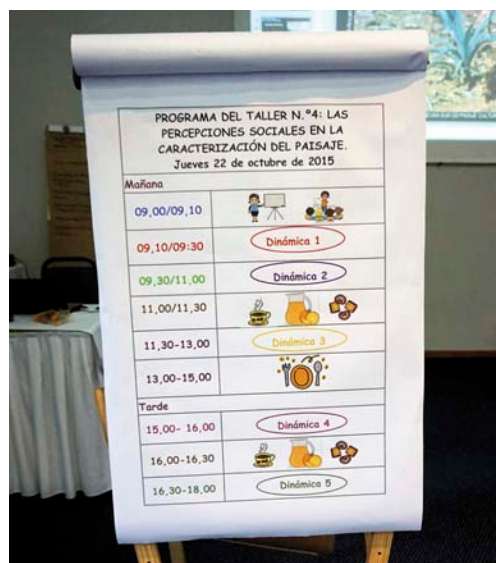 PROGRAMA DEL TALLER N.º4: LAS
PERCEPCIONES SOCIALES EN LA
CARACTERIZACIÓN DEL PAISAJE.
Jueves 22 de octubre de 2015
Mañana
09,00/09,10
09,10/09:30 Dinámica 1
09,30/11,00 Dinámica 2
11,00/11,30
11,30-13,00 Dinámica 3
13,00-15,00
Tarde
15,00- 16,00 Dinámica 4
16,00-16,30
16,30-18,00 Dinámica 5